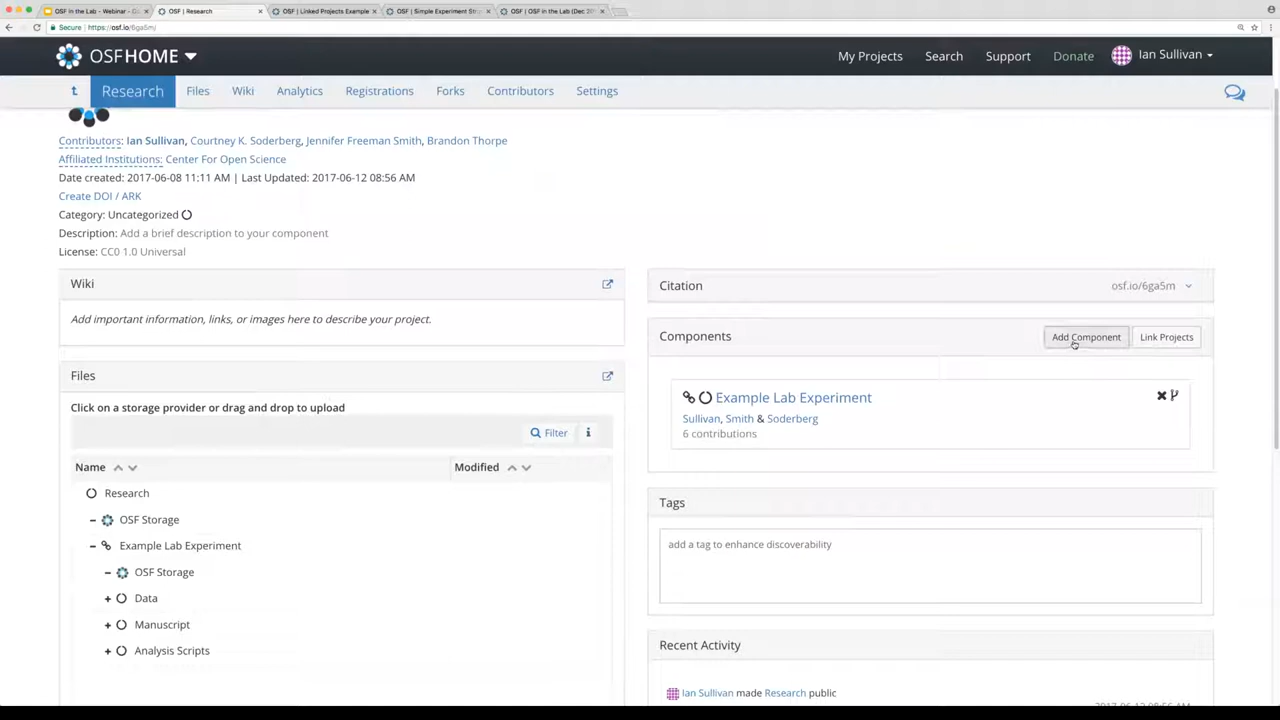 OSF in the Lab - Webinar - G
OSF | Research
OSF | Linked Projects Example
OSF | Simple Experiment Str
OSF | OSF in the Lab (Dec 20
Secure | https://osf.io/6ga5m/
OSFHOME
My Projects Search Support Donate Ian Sullivan
Research Files Wiki Analytics Registrations Forks Contributors Settings
Contributors: Ian Sullivan, Courtney K. Soderberg, Jennifer Freeman Smith, Brandon Thorpe
Affiliated Institutions: Center For Open Science
Date created: 2017-06-08 11:11 AM | Last Updated: 2017-06-12 08:56 AM
Create DOI / ARK
Category: Uncategorized
Description: Add a brief description to your component
License: CC0 1.0 Universal
Wiki
Add important information, links, or images here to describe your project.
Files
Click on a storage provider or drag and drop to upload
Filter
Name Modified
Research
OSF Storage
Example Lab Experiment
OSF Storage
Data
Manuscript
Analysis Scripts
Citation osf.io/6ga5m
Components Add Component Link Projects
Example Lab Experiment
Sullivan, Smith & Soderberg
6 contributions
Tags
add a tag to enhance discoverability
Recent Activity
Ian Sullivan made Research public
2017-06-12 08:56 AM